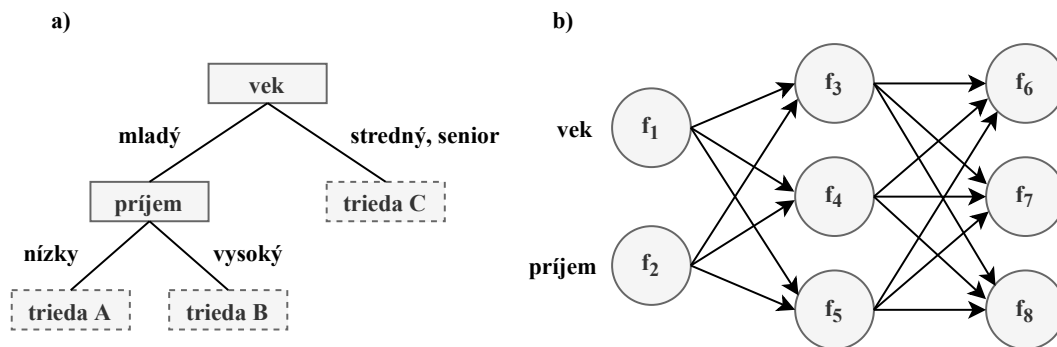 a)
vek
mladý
stredný, senior
príjem
trieda C
nízky
vysoký
trieda A
trieda B
b)
vek
príjem
f1
f2
f3
f4
f5
f6
f7
f8